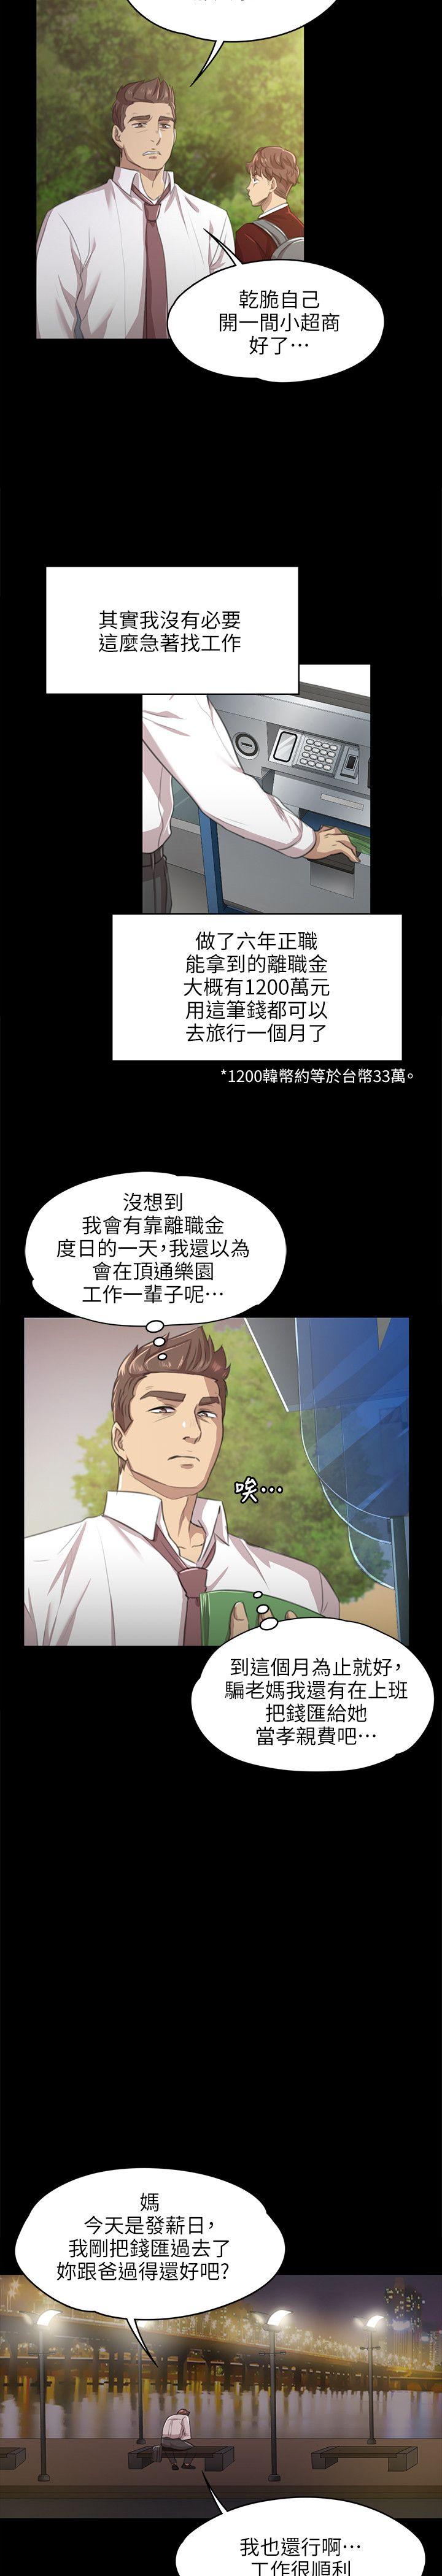 乾脆自己
開一間小超商
好了…
其實我沒有必要
這麼急著找工作
做了六年正職
能拿到的離職金
大概有1200萬元
用這筆錢都可以
去旅行一個月了
*1200韓幣約等於台幣33萬。
沒想到
我會有靠離職金
度日的一天，我還以為
會在頂通樂園
工作一輩子呢…
唉…
到這個月為止就好，
騙老媽我還有在上班
把錢匯給她
當孝親費吧…
媽
今天是發薪日，
我剛把錢匯過去了
妳跟爸過得還好吧?
我也還行啊…
工作很順利